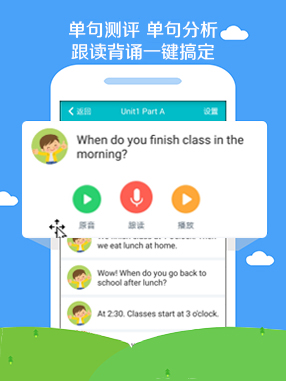 单句测评 单句分析
跟读背诵一键搞定
返回 Unit1 Part A 设置
When do you finish class in the
morning?
原音 跟读 播放
we eat lunch at home.
Wow! When do you go back to
school after lunch?
At 2:30. Classes start at 3 o'clock.